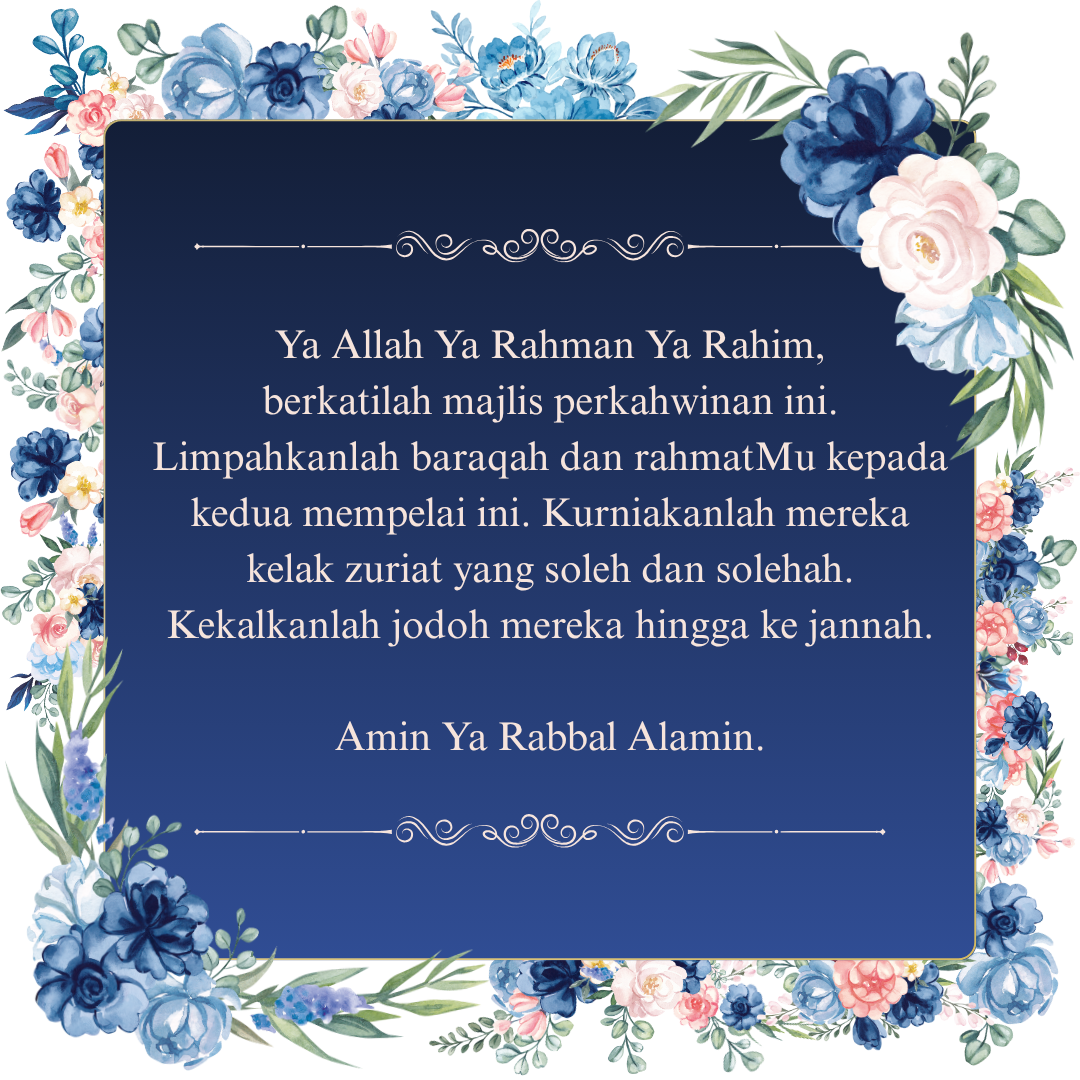 Ya Allah Ya Rahman Ya Rahim,
berkatilah majlis perkahwinan ini.
Limpahkanlah baraqah dan rahmatMu kepada
kedua mempelai ini. Kurniakanlah mereka
kelak zuriat yang soleh dan solehah.
Kekalkanlah jodoh mereka hingga ke jannah.
Amin Ya Rabbal Alamin.